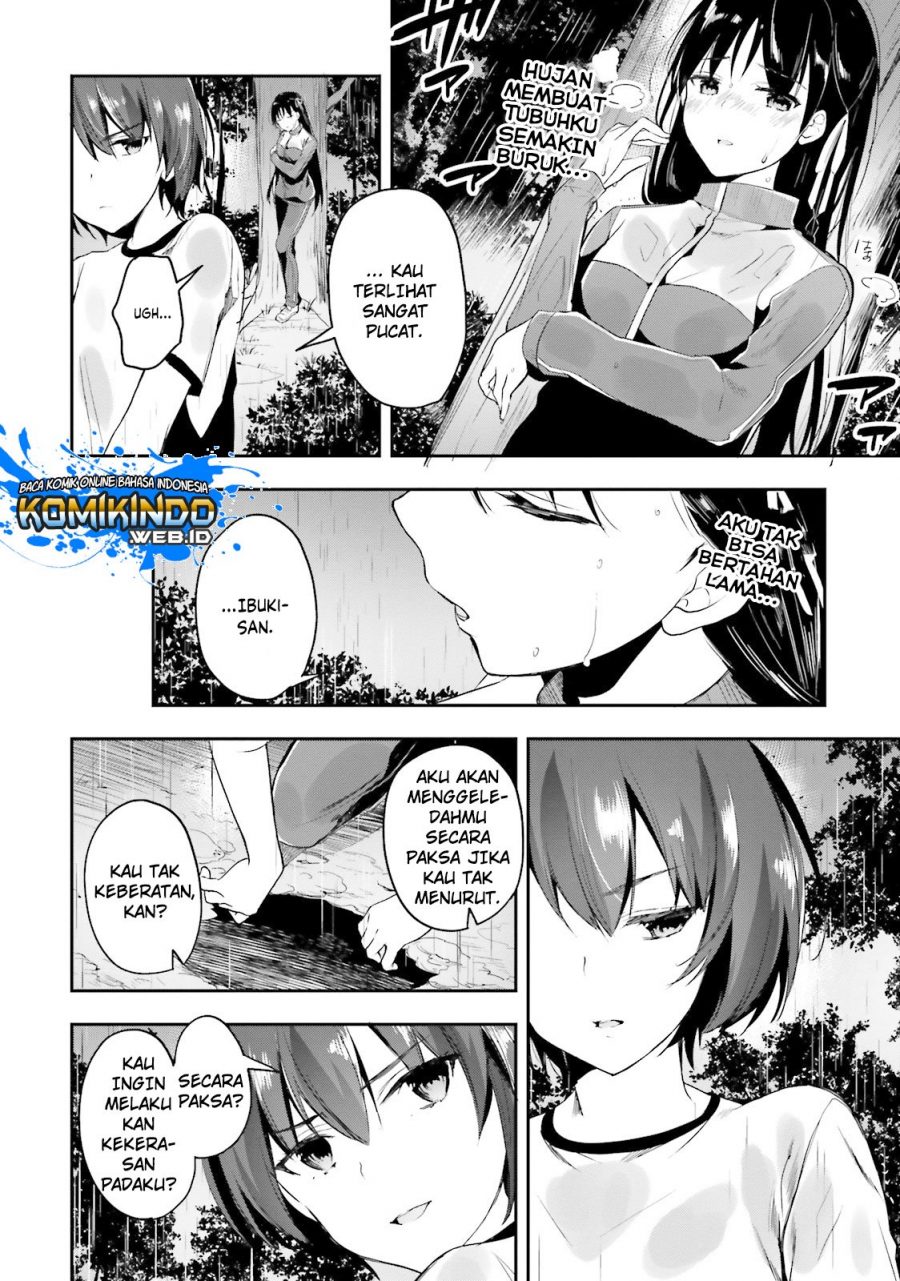 HUJAN
MEMBUAT
TUBUHKU
SEMAKIN
BURUK...
はぁ
... KAU
TERLIHAT
SANGAT
PUCAT.
UGH...
BACA KOMIK ONLINE BAHASA INDONESIA
KOMIKINDO
WEB.ID
AKU TAK
BISA
BERTAHAN
LAMA...
...IBUKI-
SAN.
AKU AKAN
MENGGELE-
DAHMU
SECARA
PAKSA JIKA
KAU TAK
MENURUT.
KAU TAK
KEBERATAN,
KAN?
SECARA
PAKSA?
KAU
INGIN
MELAKU
KAN
KEKERA-
SAN
PADAKU?